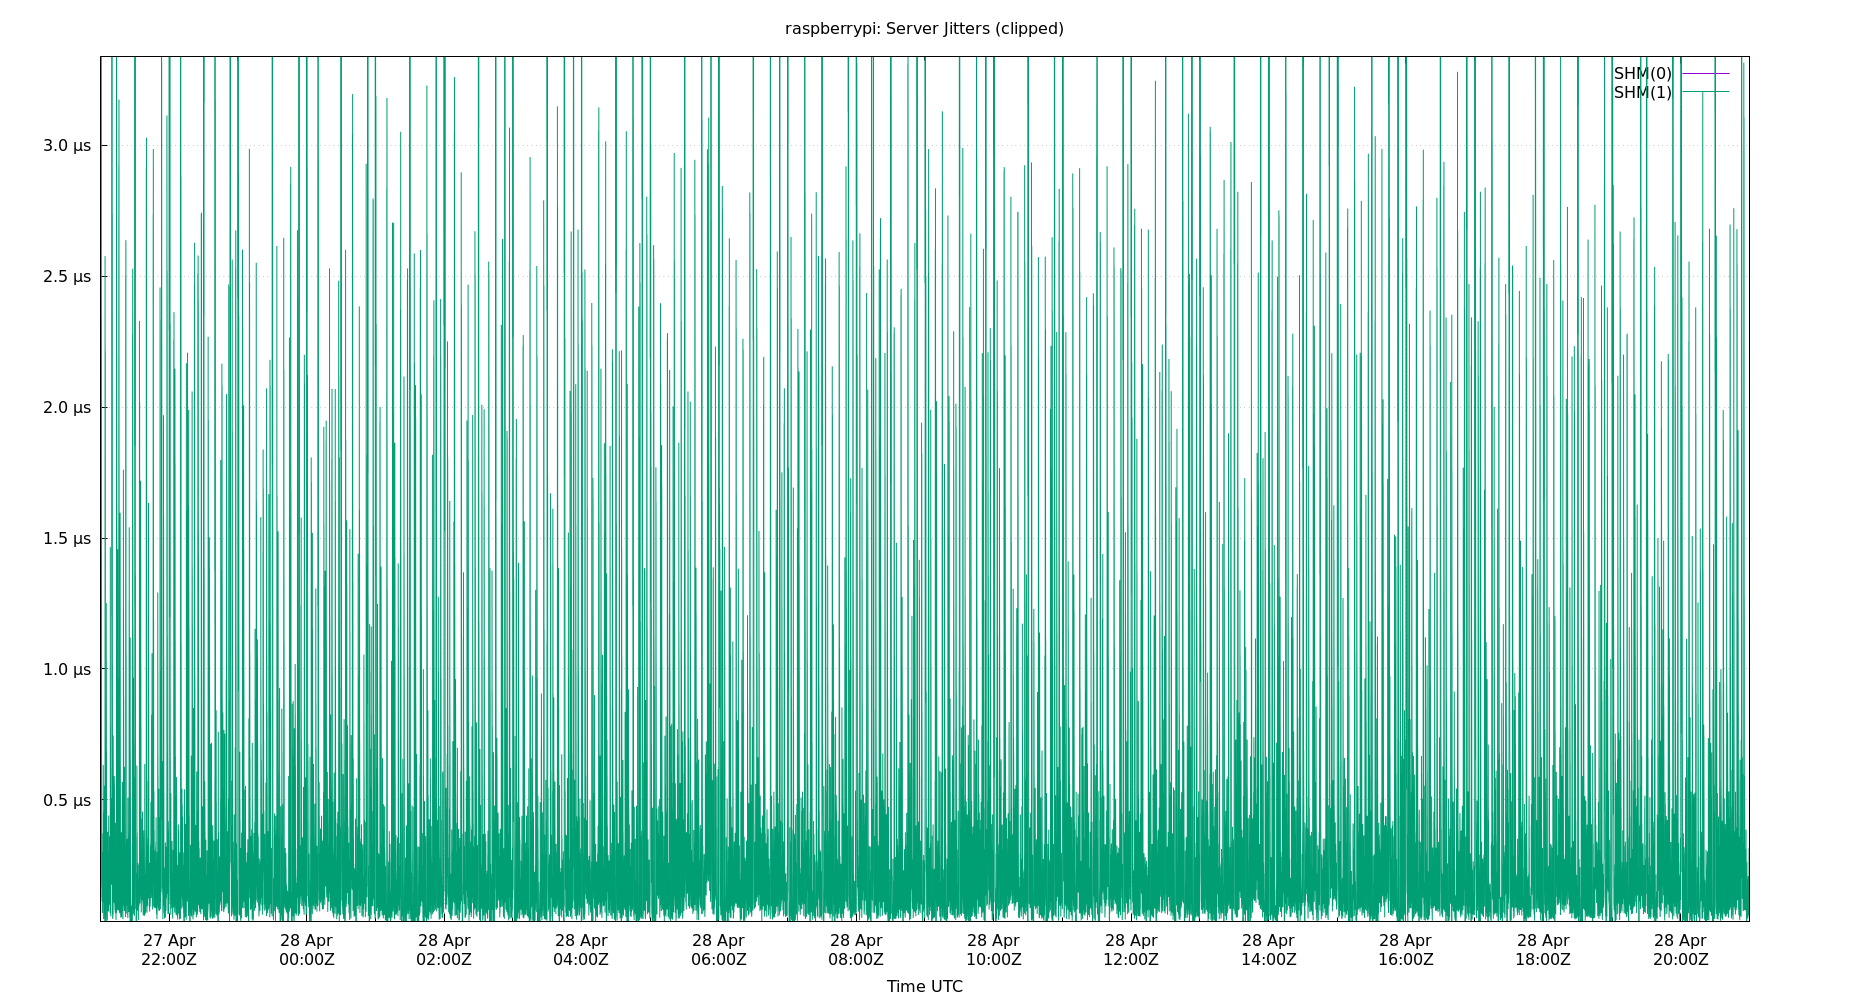 raspberrypi: Server Jitters (clipped)
SHM(0)
SHM(1)
3.0 µs
2.5 µs
2.0 µs
1.5 µs
1.0 µs
0.5 µs
27 Apr 28 Apr 28 Apr 28 Apr 28 Apr 28 Apr 28 Apr 28 Apr 28 Apr 28 Apr 28 Apr 28 Apr
22:00Z 00:00Z 02:00Z 04:00Z 06:00Z 08:00Z 10:00Z 12:00Z 14:00Z 16:00Z 18:00Z 20:00Z
Time UTC